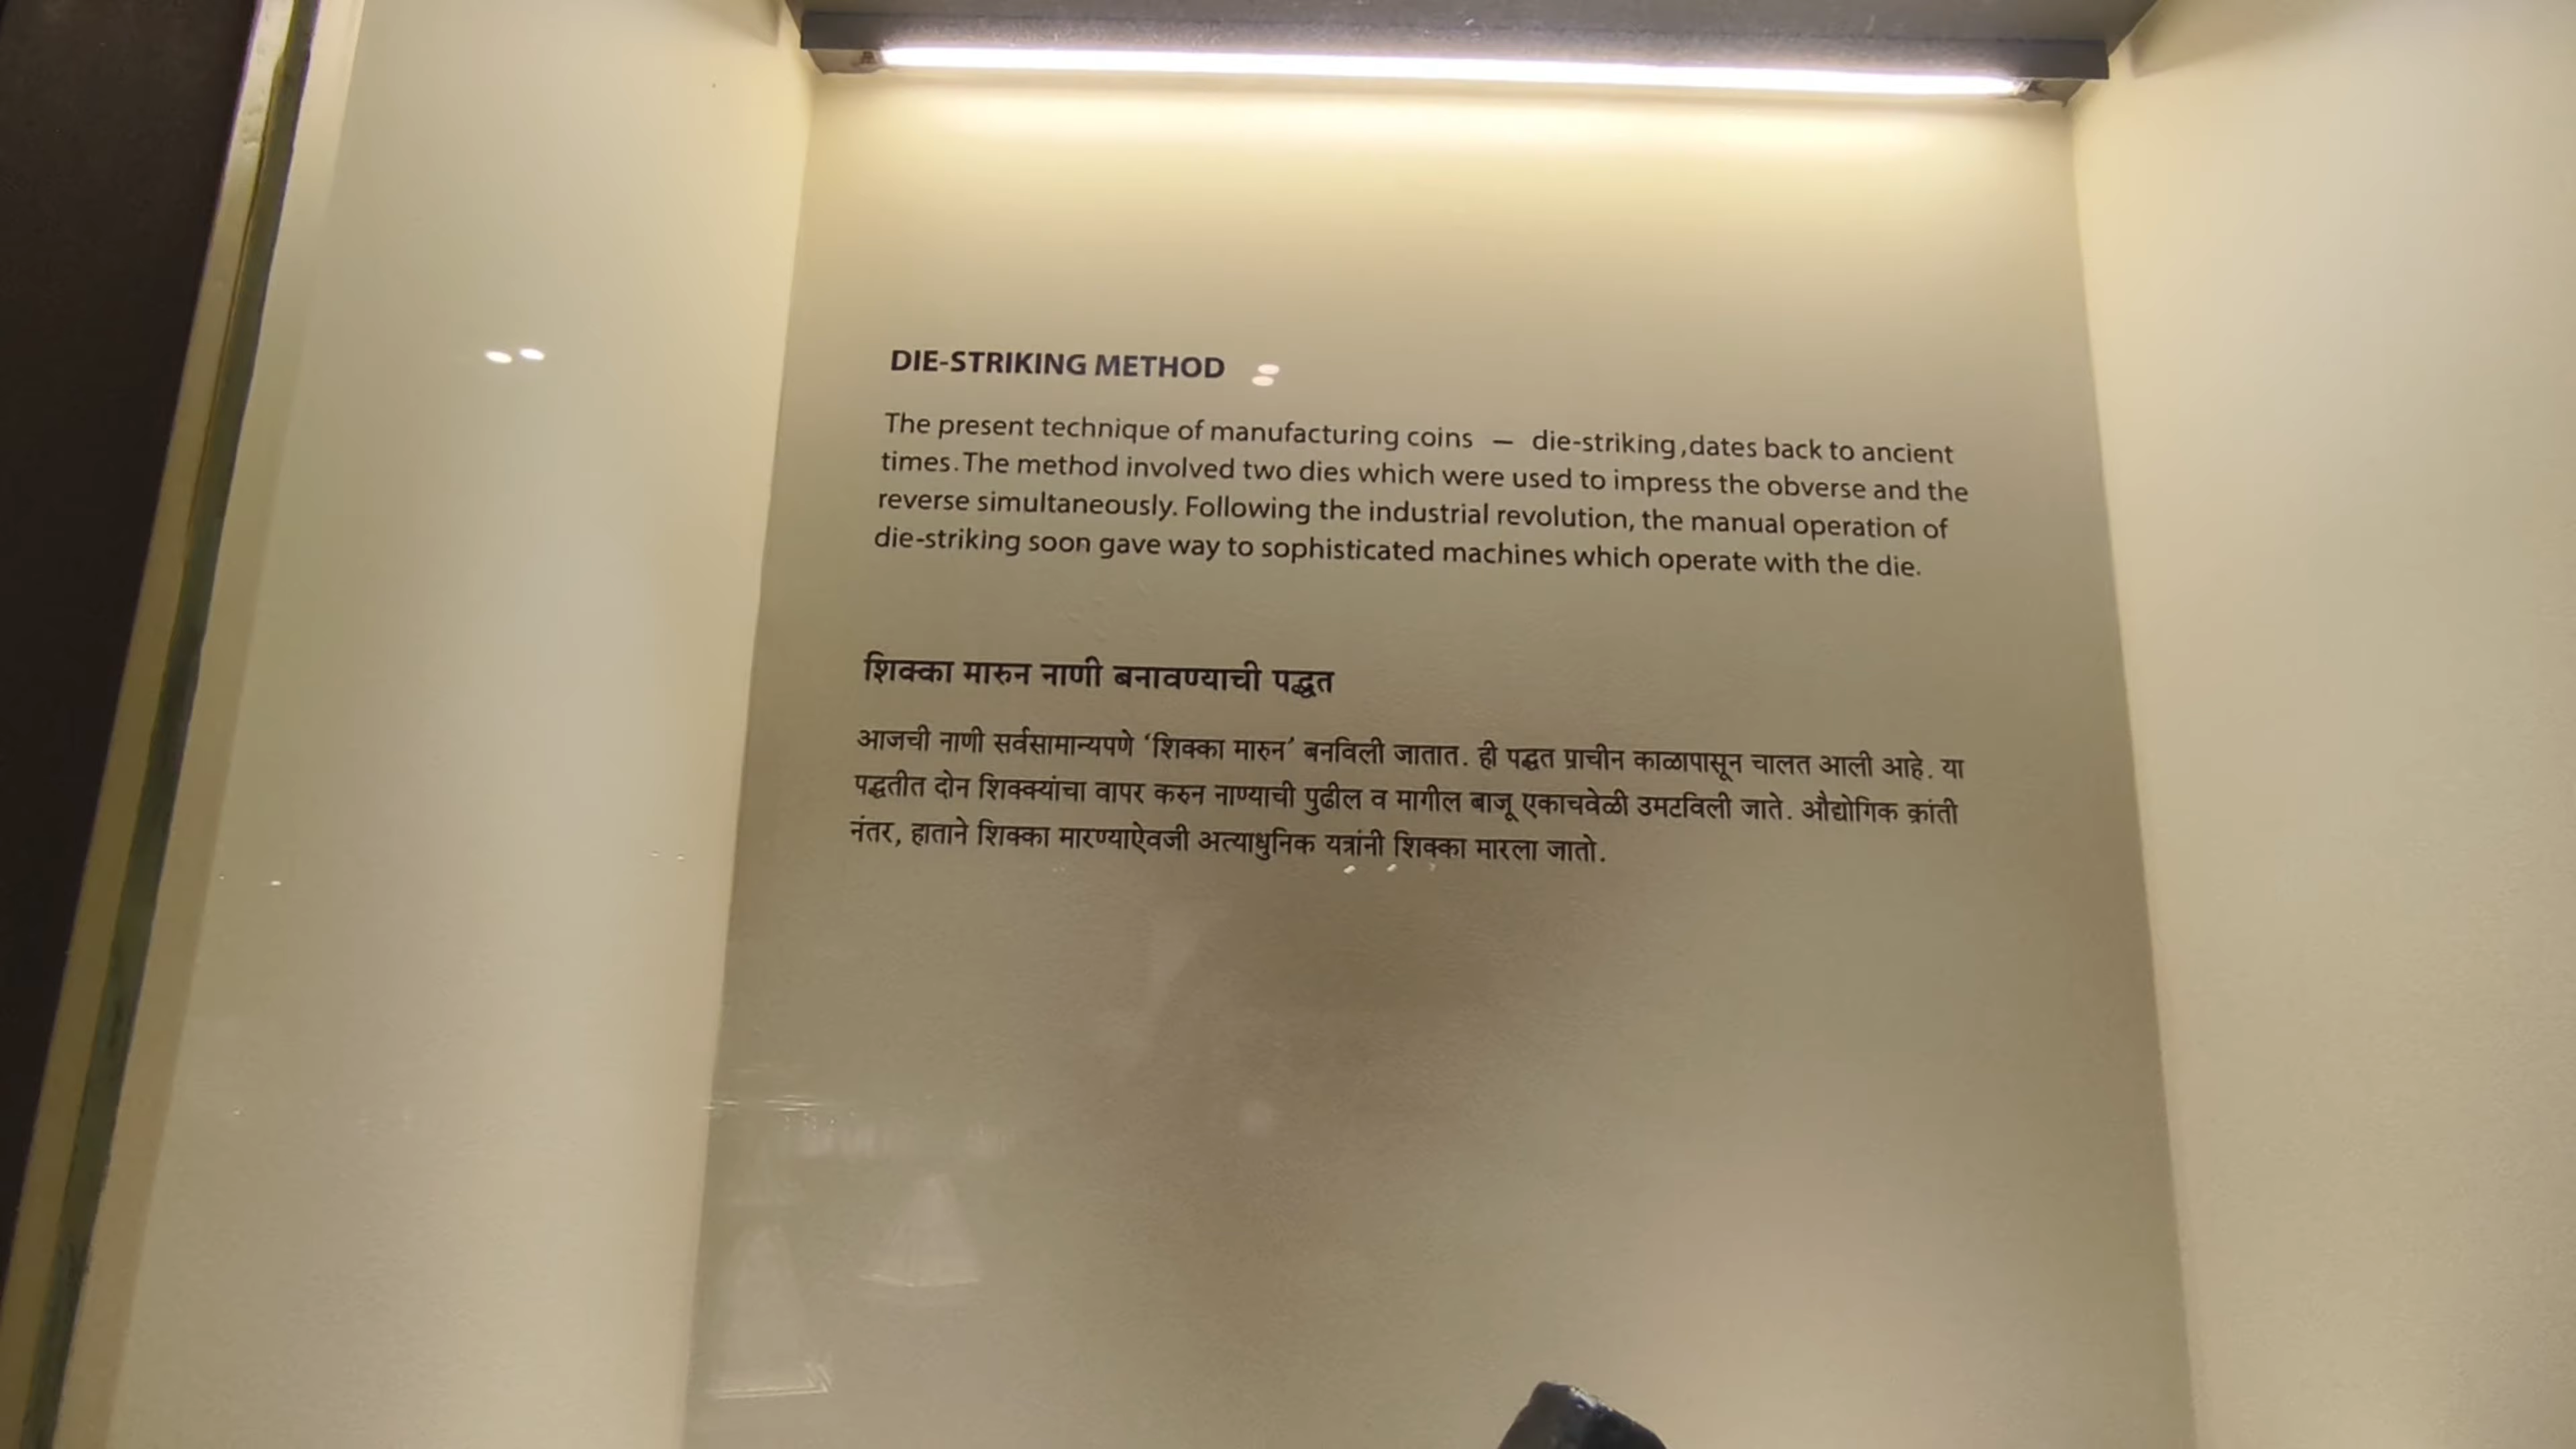 DIE-STRIKING METHOD
The present technique of manufacturing coins — die-striking,dates back to ancient
times.The method involved two dies which were used to impress the obverse and the
reverse simultaneously. Following the industrial revolution, the manual operation of
die-striking soon gave way to sophisticated machines which operate with the die.
शिक्का मारुन नाणी बनावण्याची पद्धत
आजची नाणी सर्वसामान्यपणे ‘शिक्का मारुन’ बनविली जातात. ही पद्धत प्राचीन काळापासून चालत आली आहे. या
पद्धतीत दोन शिक्क्यांचा वापर करुन नाण्याची पुढील व मागील बाजू एकाचवेळी उमटविली जाते. औद्योगिक क्रांती
नंतर, हाताने शिक्का मारण्याऐवजी अत्याधुनिक यत्रांनी शिक्का मारला जातो.